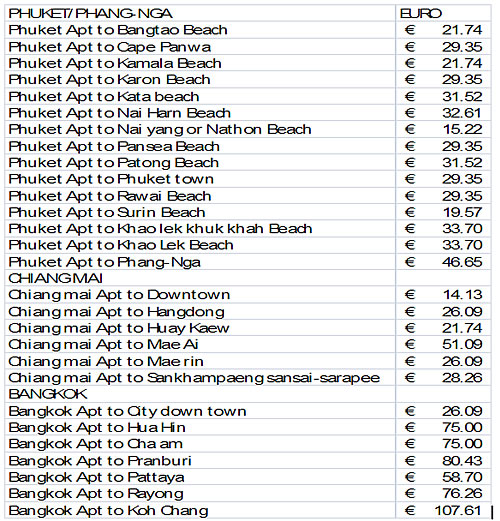 PHUKET/ PHANG-NGA EURO
Phuket Apt to Bangtao Beach € 21.74
Phuket Apt to Cape Panwa € 29.35
Phuket Apt to Kamala Beach € 21.74
Phuket Apt to Karon Beach € 29.35
Phuket Apt to Kata beach € 31.52
Phuket Apt to Nai Harn Beach € 32.61
Phuket Apt to Nai yang or Nathon Beach € 15.22
Phuket Apt to Pansea Beach € 29.35
Phuket Apt to Patong Beach € 31.52
Phuket Apt to Phuket town € 29.35
Phuket Apt to Rawai Beach € 29.35
Phuket Apt to Surin Beach € 19.57
Phuket Apt to Khao lek khuk khah Beach € 33.70
Phuket Apt to Khao Lek Beach € 33.70
Phuket Apt to Phang-Nga € 46.65
CHIANG MAI
Chiang mai Apt to Downtown € 14.13
Chiang mai Apt to Hangdong € 26.09
Chiang mai Apt to Huay Kaew € 21.74
Chiang mai Apt to Mae Ai € 51.09
Chiang mai Apt to Mae rin € 26.09
Chiang mai Apt to Sankhampaeng sansai-sarapee € 28.26
BANGKOK
Bangkok Apt to City down town € 26.09
Bangkok Apt to Hua Hin € 75.00
Bangkok Apt to Cha am € 75.00
Bangkok Apt to Pranburi € 80.43
Bangkok Apt to Pattaya € 58.70
Bangkok Apt to Rayong € 76.26
Bangkok Apt to Koh Chang € 107.61